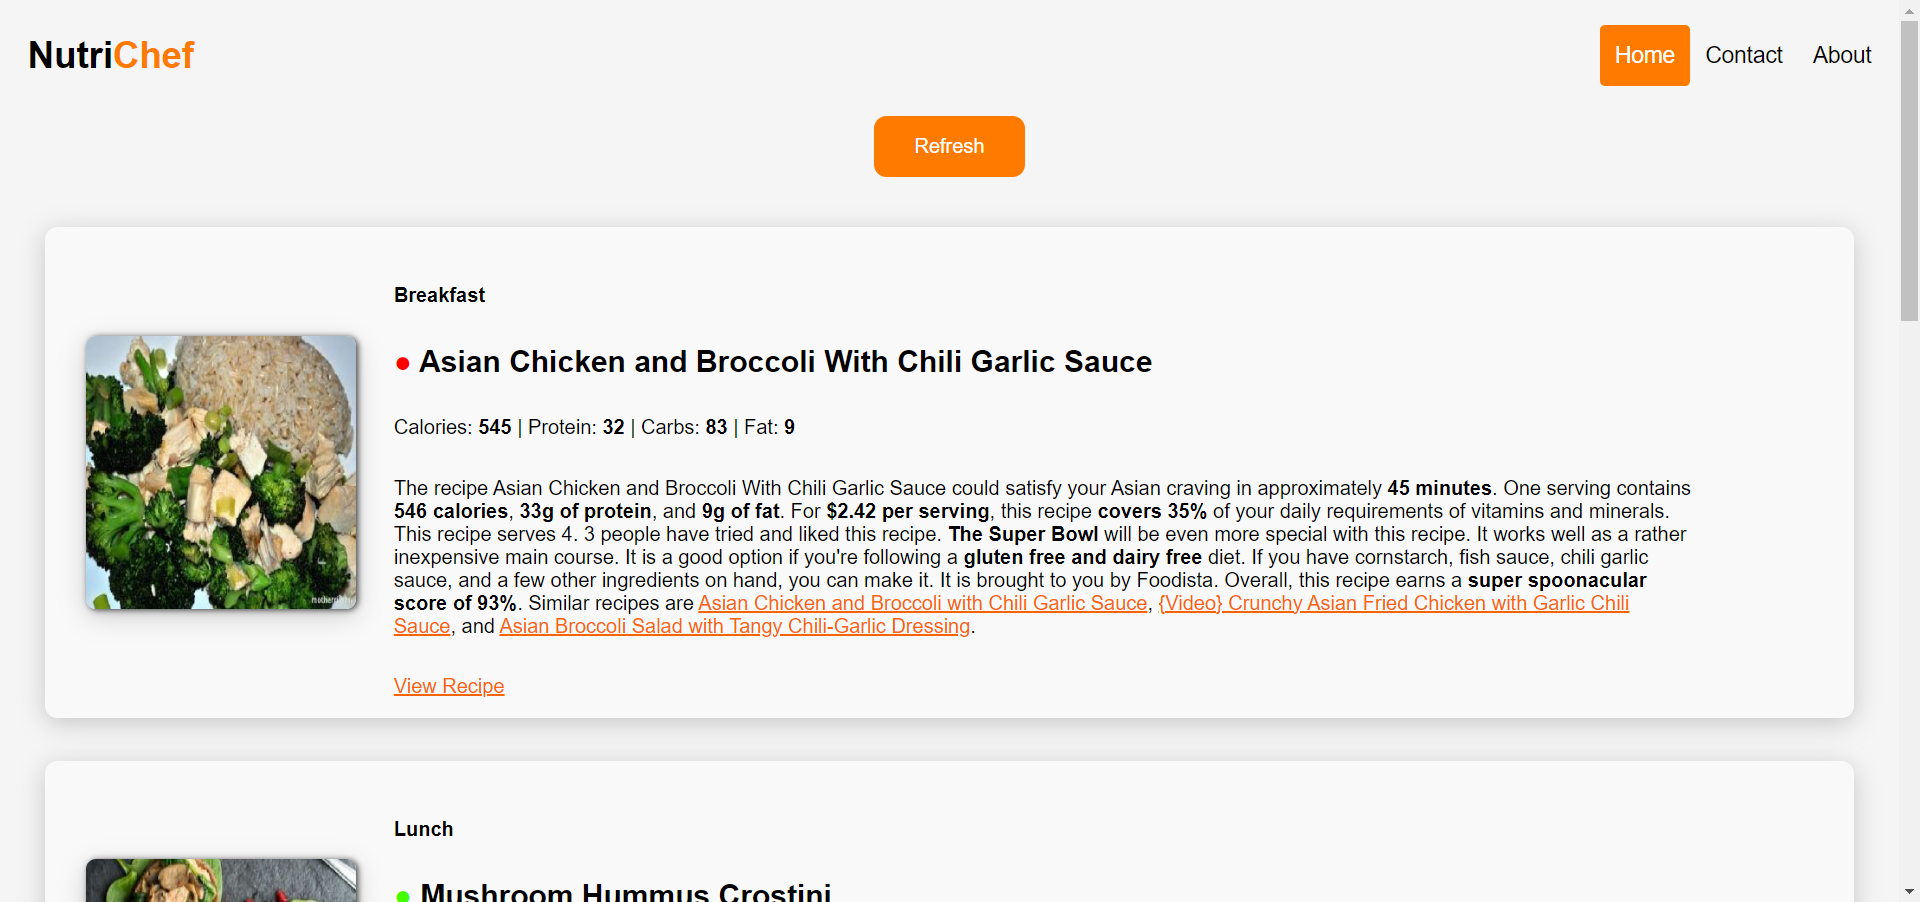 NutriChef
Home Contact About
Refresh
Breakfast
● Asian Chicken and Broccoli With Chili Garlic Sauce
Calories: 545 | Protein: 32 | Carbs: 83 | Fat: 9
The recipe Asian Chicken and Broccoli With Chili Garlic Sauce could satisfy your Asian craving in approximately 45 minutes. One serving contains
546 calories, 33g of protein, and 9g of fat. For $2.42 per serving, this recipe covers 35% of your daily requirements of vitamins and minerals.
This recipe serves 4. 3 people have tried and liked this recipe. The Super Bowl will be even more special with this recipe. It works well as a rather
inexpensive main course. It is a good option if you're following a gluten free and dairy free diet. If you have cornstarch, fish sauce, chili garlic
sauce, and a few other ingredients on hand, you can make it. It is brought to you by Foodista. Overall, this recipe earns a super spoonacular
score of 93%. Similar recipes are Asian Chicken and Broccoli with Chili Garlic Sauce, {Video} Crunchy Asian Fried Chicken with Garlic Chili
Sauce, and Asian Broccoli Salad with Tangy Chili-Garlic Dressing.
View Recipe
Lunch
● Mushroom Hummus Crostini